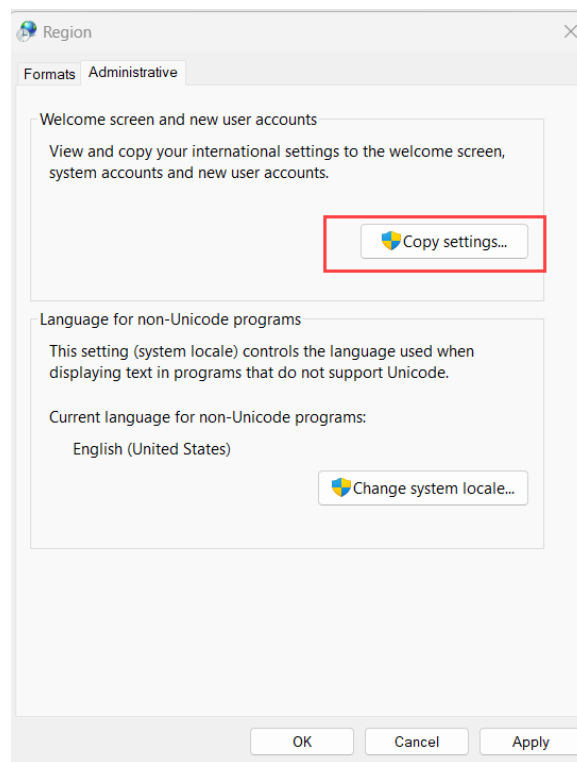 Region
Formats Administrative
Welcome screen and new user accounts
View and copy your international settings to the welcome screen,
system accounts and new user accounts.
Copy settings...
Language for non-Unicode programs
This setting (system locale) controls the language used when
displaying text in programs that do not support Unicode.
Current language for non-Unicode programs:
English (United States)
Change system locale...
OK Cancel Apply